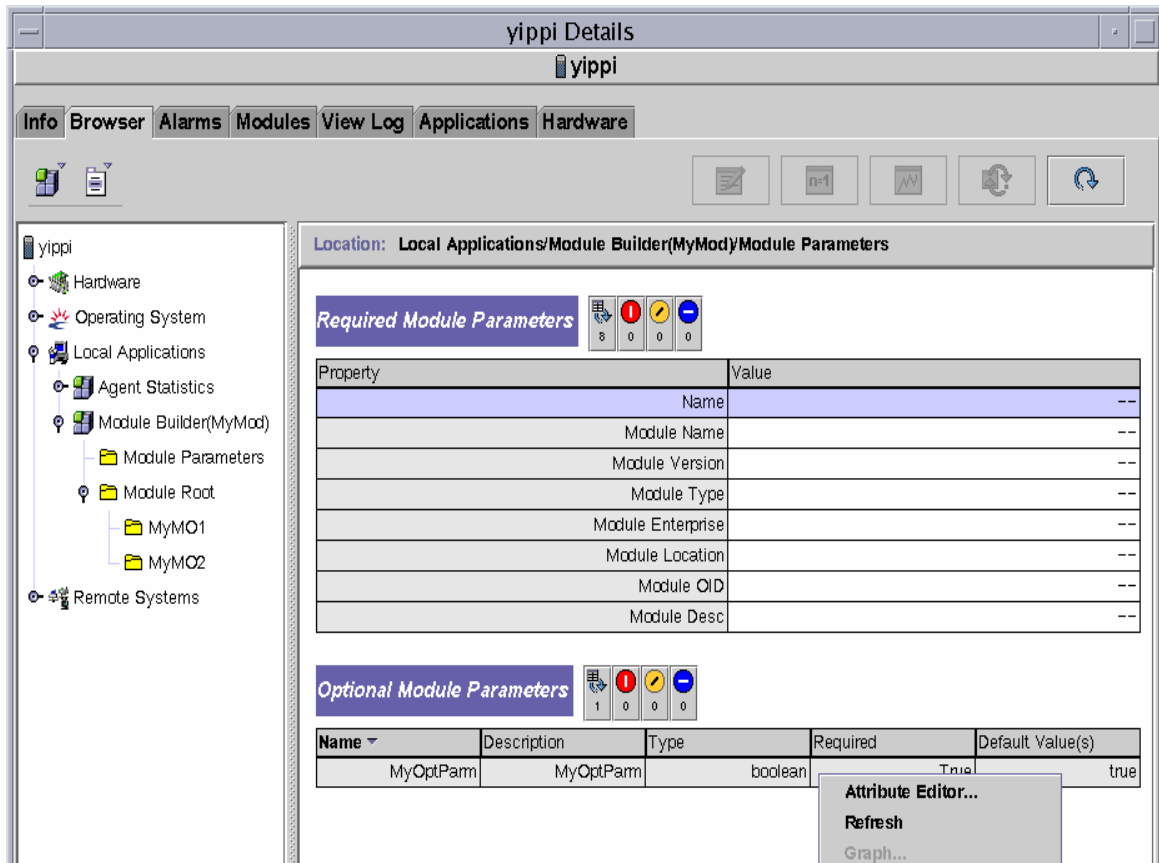 yippi Details
yippi
Info Browser Alarms Modules View Log Applications Hardware
n=1
yippi
Hardware
Operating System
Local Applications
Agent Statistics
Module Builder(MyMod)
Module Parameters
Module Root
MyMO1
MyMO2
Remote Systems
Location: Local Applications/Module Builder(MyMod)/Module Parameters
Required Module Parameters
8 0 0 0
Property Value
Name --
Module Name --
Module Version --
Module Type --
Module Enterprise --
Module Location --
Module OID --
Module Desc --
Optional Module Parameters
1 0 0 0
Name Description Type Required Default Value(s)
MyOptParm MyOptParm boolean True true
Attribute Editor...
Refresh
Graph...